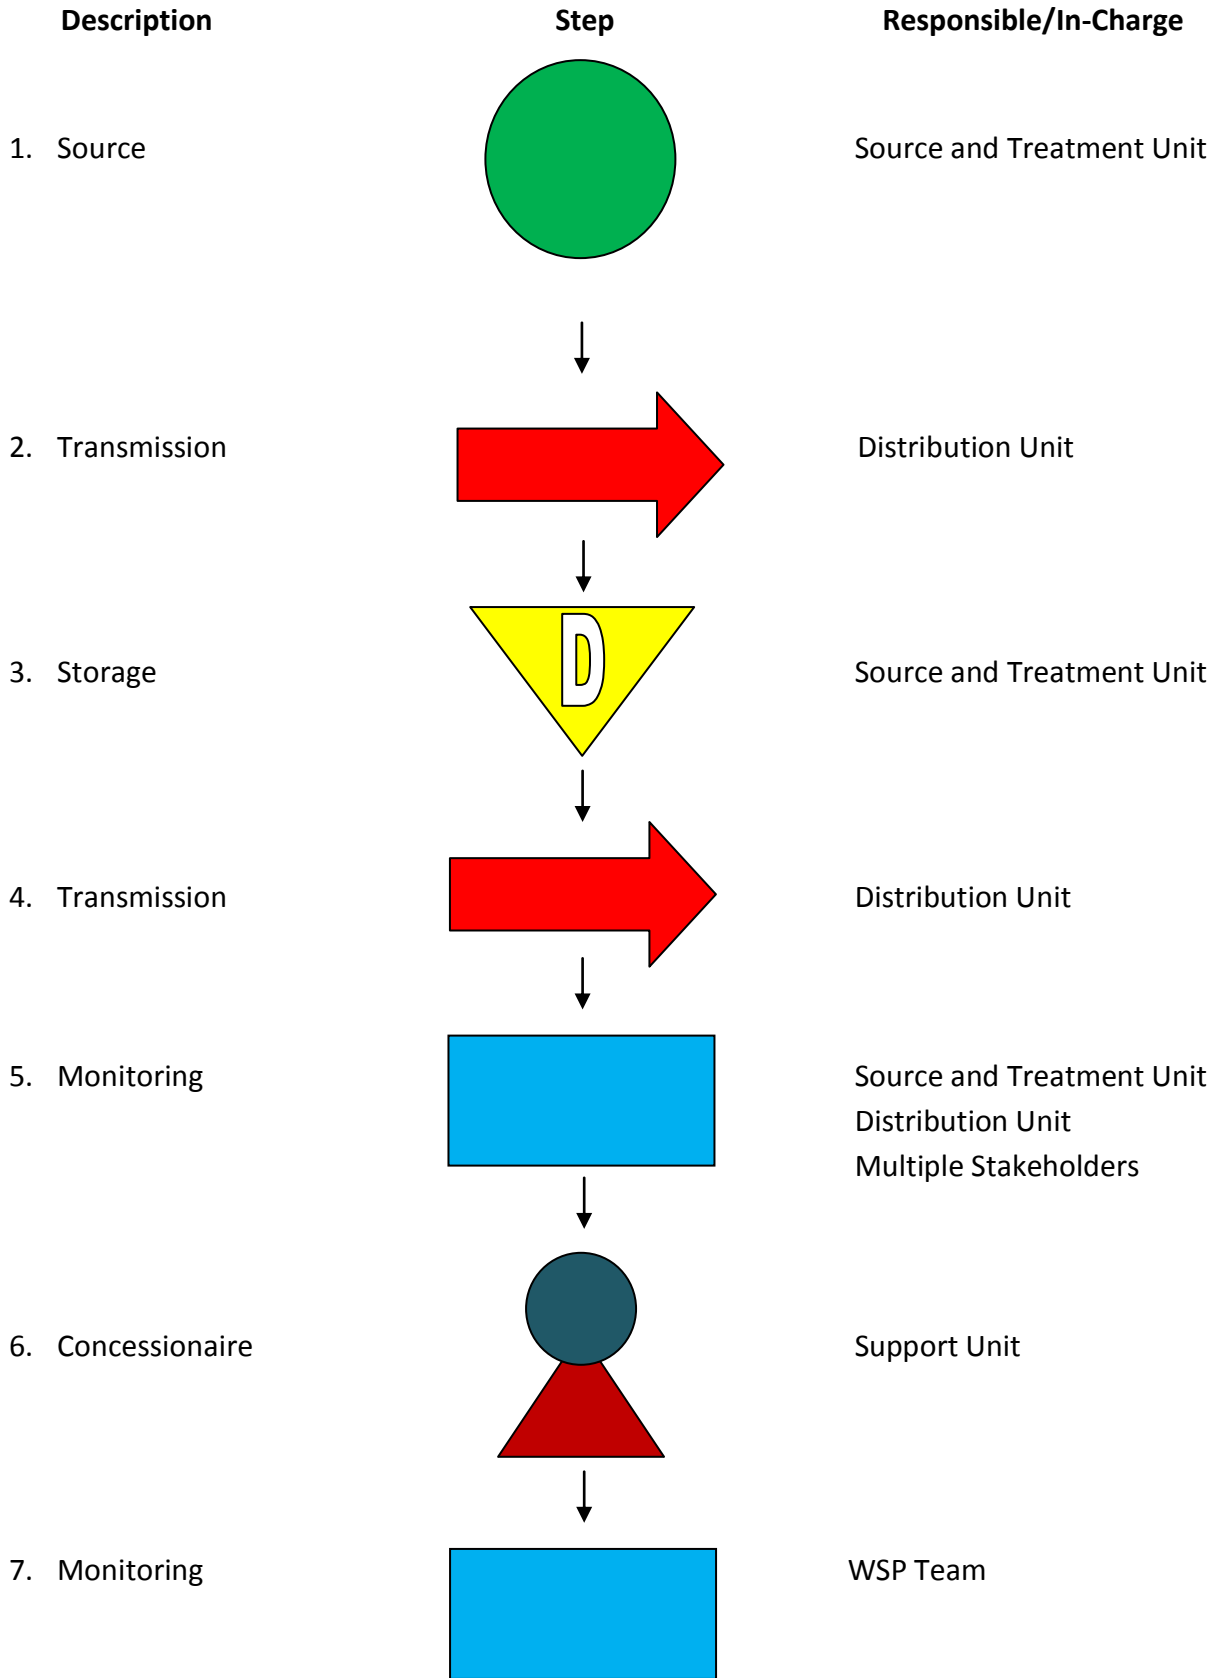 Description Step Responsible/In-Charge
1. Source Source and Treatment Unit
2. Transmission Distribution Unit
D
3. Storage Source and Treatment Unit
4. Transmission Distribution Unit
5. Monitoring Source and Treatment Unit
Distribution Unit
Multiple Stakeholders
6. Concessionaire Support Unit
7. Monitoring WSP Team